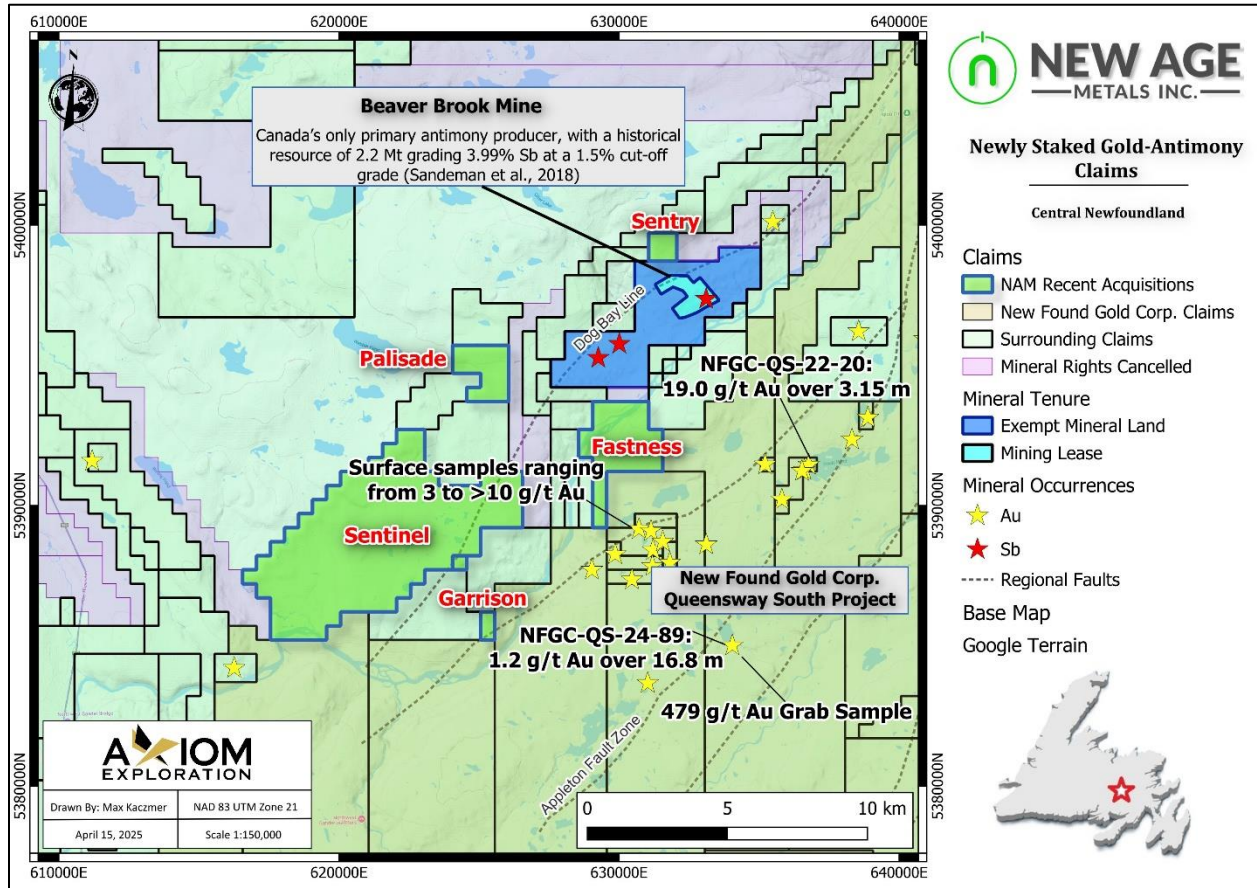 610000E
620000E
630000E
640000E
N
5400000N
5390000N
5380000N
5400000N
5390000N
5380000N
Beaver Brook Mine
Canada's only primary antimony producer, with a historical
resource of 2.2 Mt grading 3.99% Sb at a 1.5% cut-off
grade (Sandeman et al., 2018)
Sentry
Dog Bay Line
Palisade
NFGC-QS-22-20:
19.0 g/t Au over 3.15 m
Fastness
Surface samples ranging
from 3 to >10 g/t Au
Sentinel
Garrison
New Found Gold Corp.
Queensway South Project
NFGC-QS-24-89:
1.2 g/t Au over 16.8 m
479 g/t Au Grab Sample
Appleton Fault Zone
AXIOM
EXPLORATION
Drawn By: Max Kaczmer
NAD 83 UTM Zone 21
April 15, 2025
Scale 1:150,000
0
5
10 km
610000E
620000E
630000E
640000E
n
NEW AGE
METALS INC.
Newly Staked Gold-Antimony
Claims
Central Newfoundland
Claims
NAM Recent Acquisitions
New Found Gold Corp. Claims
Surrounding Claims
Mineral Rights Cancelled
Mineral Tenure
Exempt Mineral Land
Mining Lease
Mineral Occurrences
Au
Sb
Regional Faults
Base Map
Google Terrain